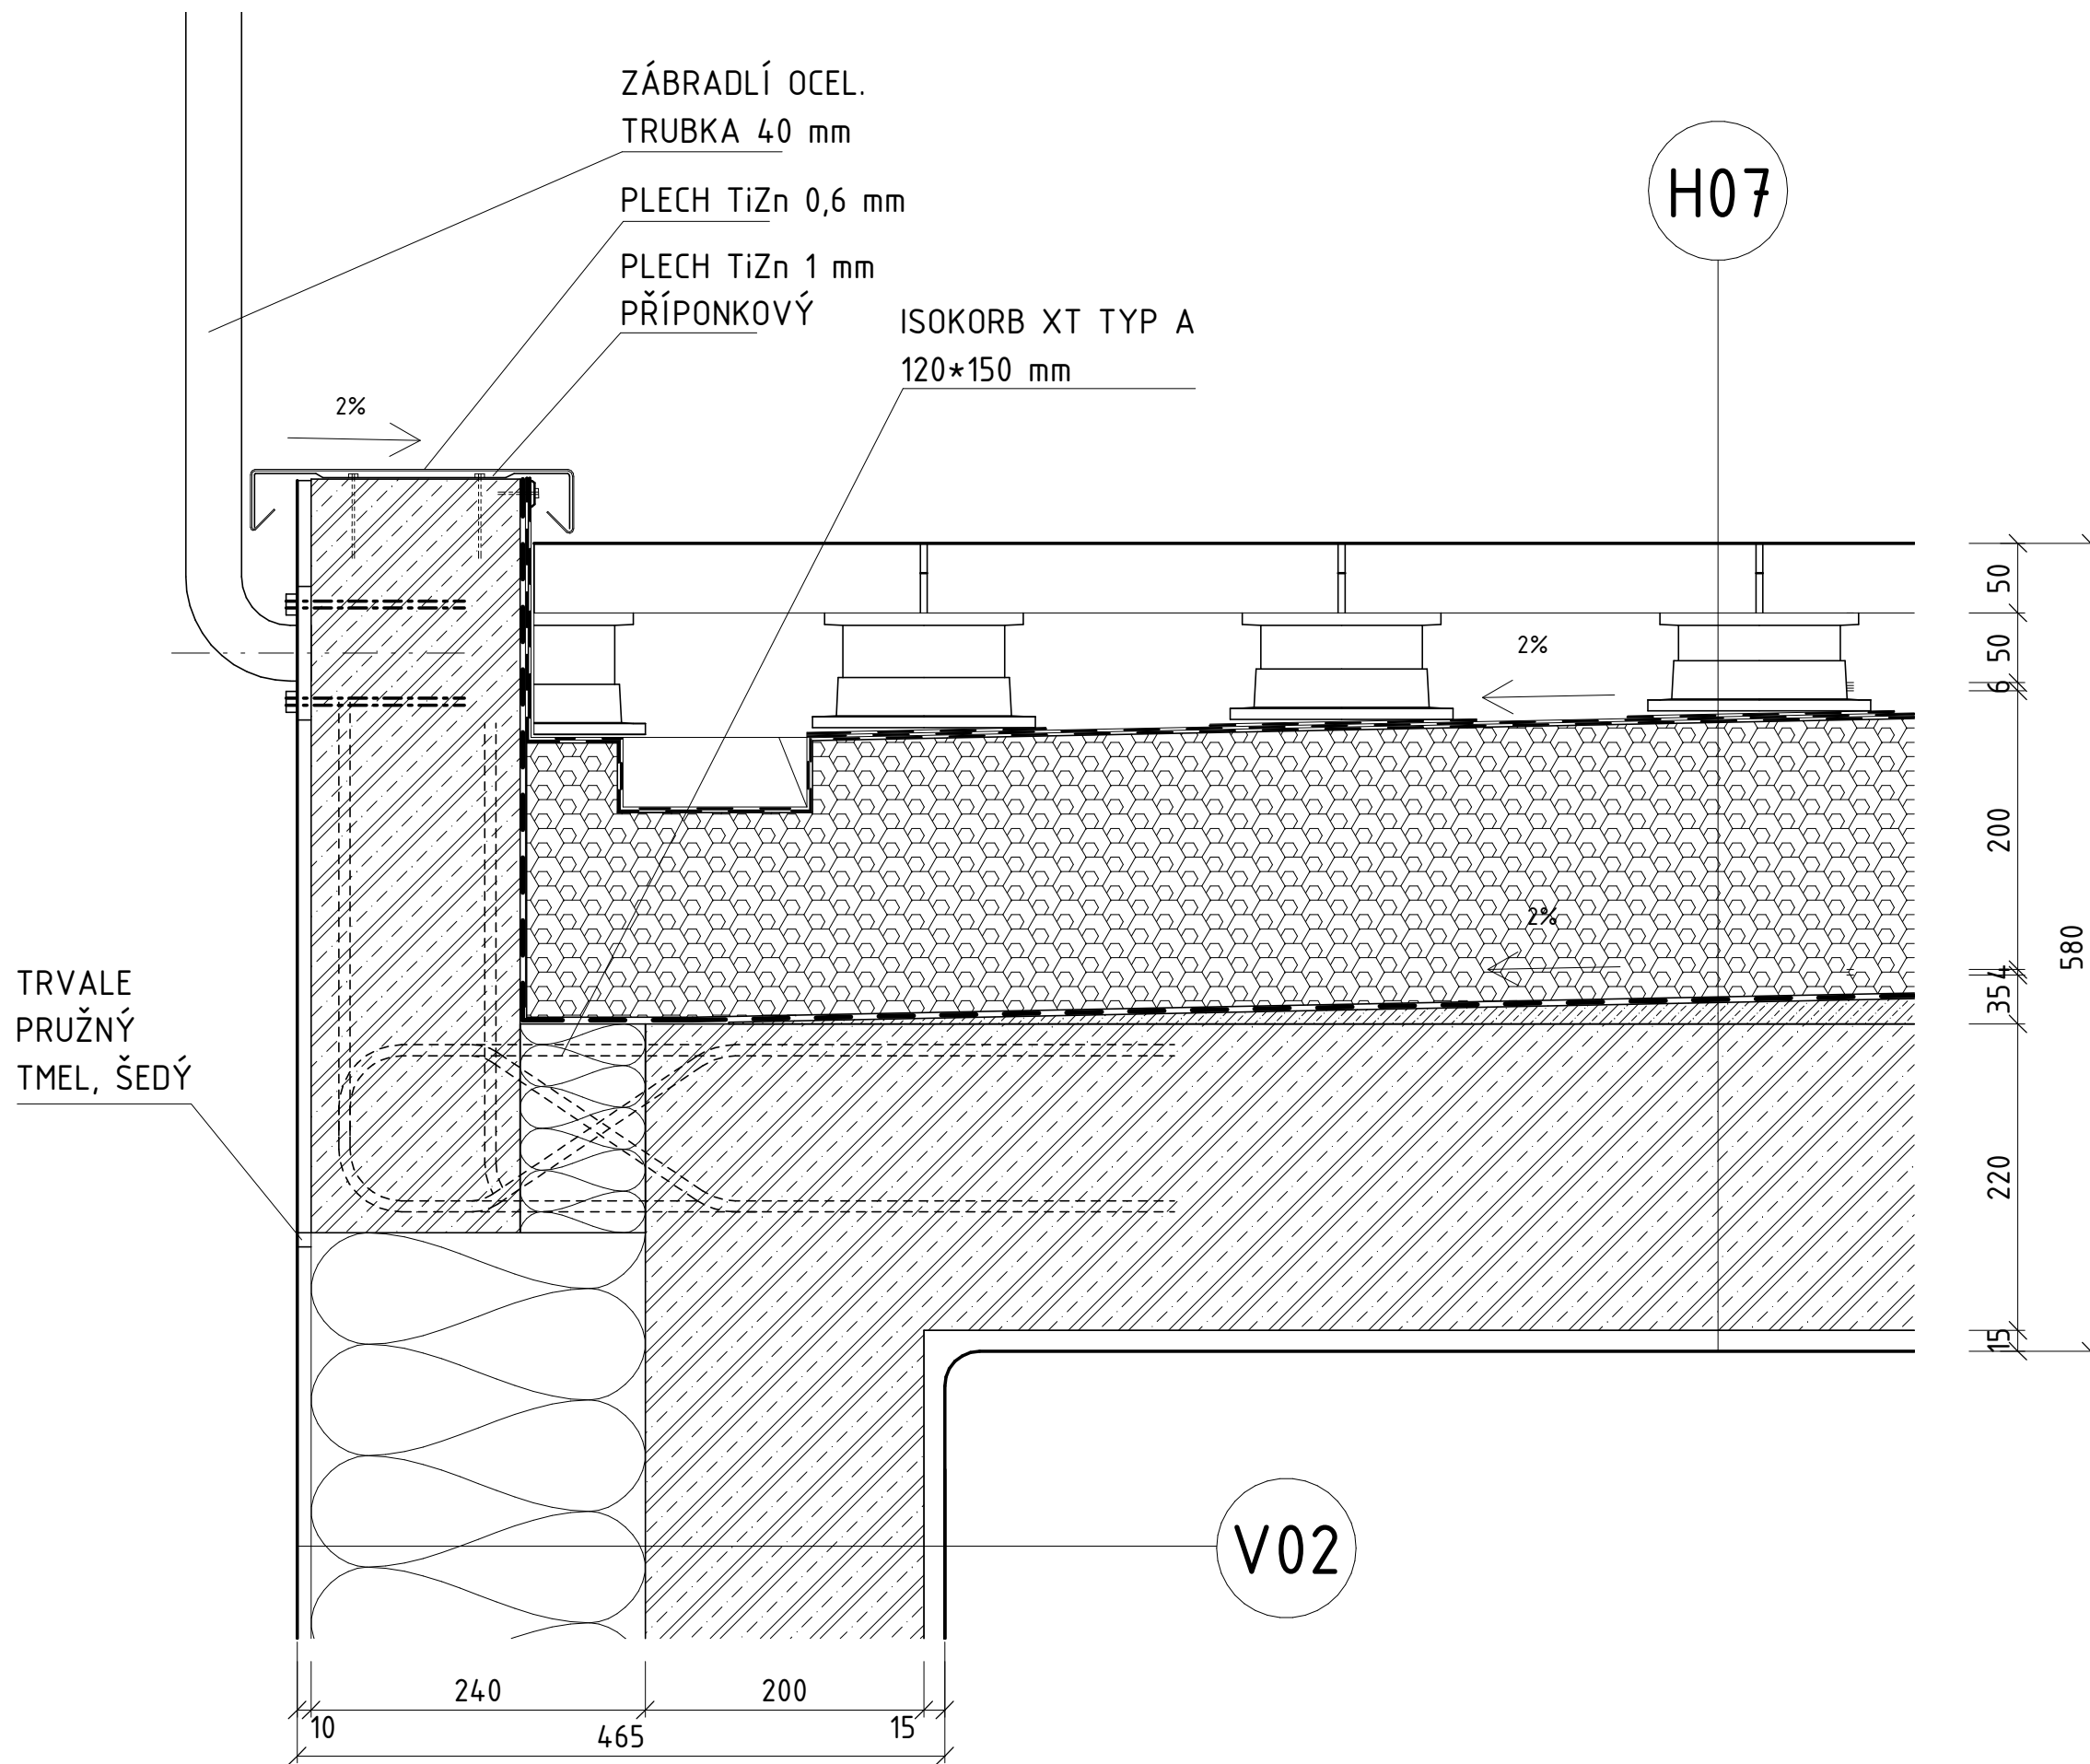 ZÁBRADLÍ OCEL.
TRUBKA 40 mm
PLECH TiZn 0,6 mm
PLECH TiZn 1 mm
PŘÍPONKOVÝ
ISOKORB XT TYP A
120*150 mm
H07
2%
2%
2%
TRVALE
PRUŽNÝ
TMEL, ŠEDÝ
50
50
6
200
4
35
220
15
580
V02
240
200
10
15
465